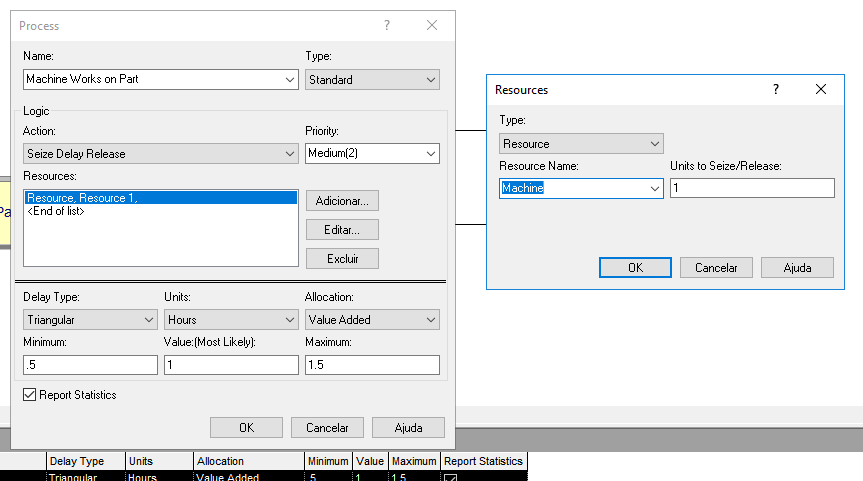 Process ?
Name: Type:
Machine Works on Part Standard
Logic
Action: Priority:
Seize Delay Release Medium(2)
Resources:
Resource, Resource 1,
<End of list>
Adicionar...
Editar...
Excluir
Delay Type: Units: Allocation:
Triangular Hours Value Added
Minimum: Value:(Most Likely): Maximum:
.5 1 1.5
Report Statistics
OK Cancelar Ajuda
Resources ?
Type:
Resource
Resource Name: Units to Seize/Release:
Machine 1
OK Cancelar Ajuda
Pa
Delay Type Units Allocation Minimum Value Maximum Report Statistics
Triangular Hours Value Added .5 1 1.5